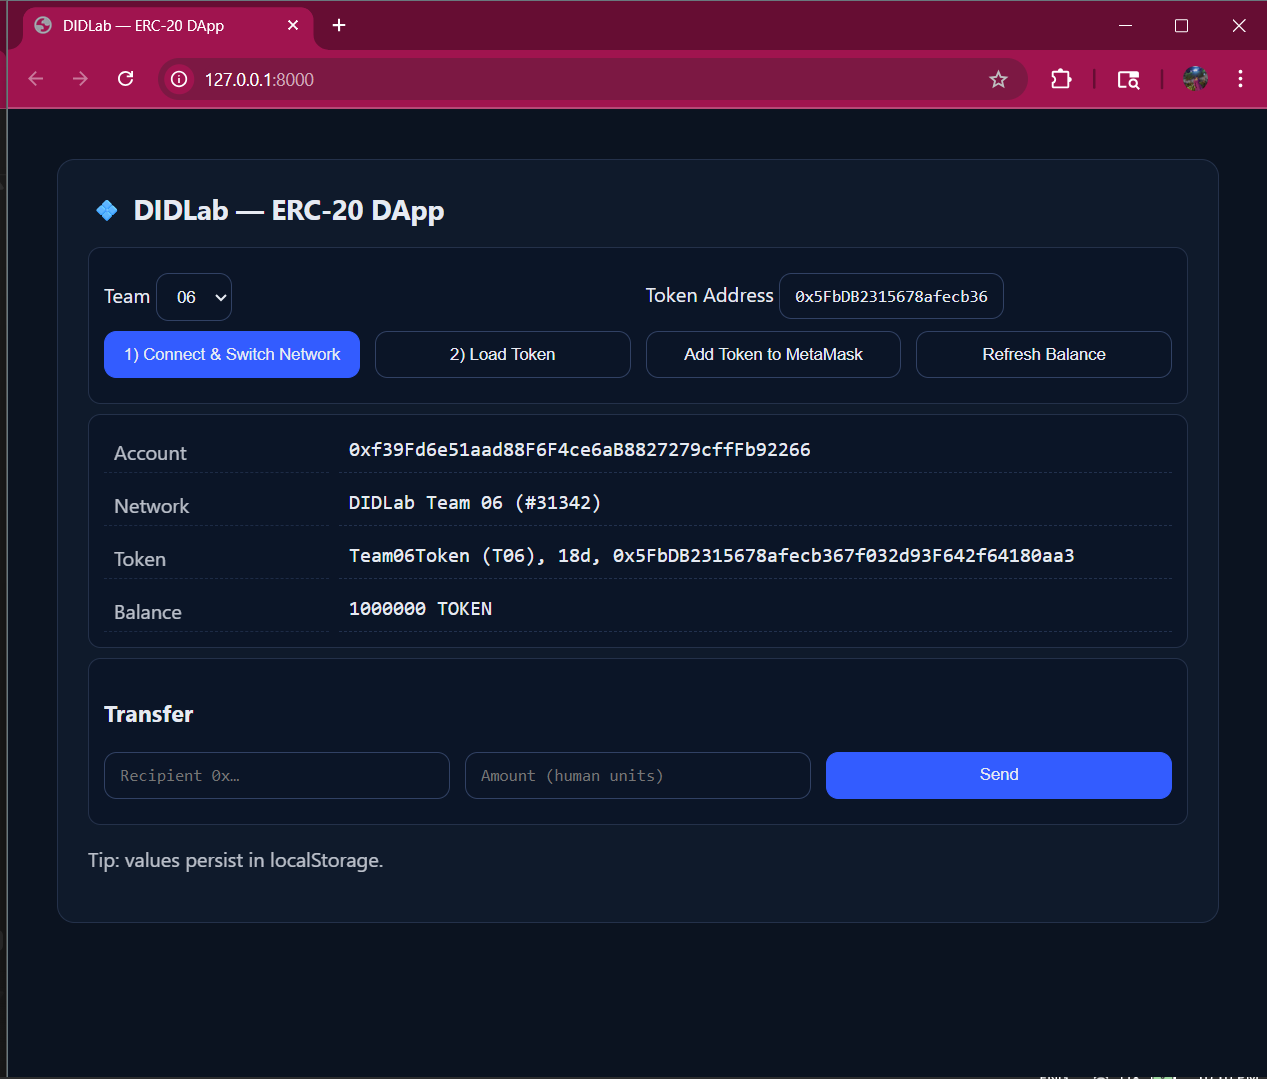 DIDLab — ERC-20 DApp
127.0.0.1:8000
DIDLab — ERC-20 DApp
Team 06 Token Address 0x5FbDB2315678afecb36
1) Connect & Switch Network 2) Load Token Add Token to MetaMask Refresh Balance
Account 0xf39Fd6e51aad88F6F4ce6aB8827279cffFb92266
Network DIDLab Team 06 (#31342)
Token Team06Token (T06), 18d, 0x5FbDB2315678afecb367f032d93F642f64180aa3
Balance 1000000 TOKEN
Transfer
Recipient 0x… Amount (human units) Send
Tip: values persist in localStorage.